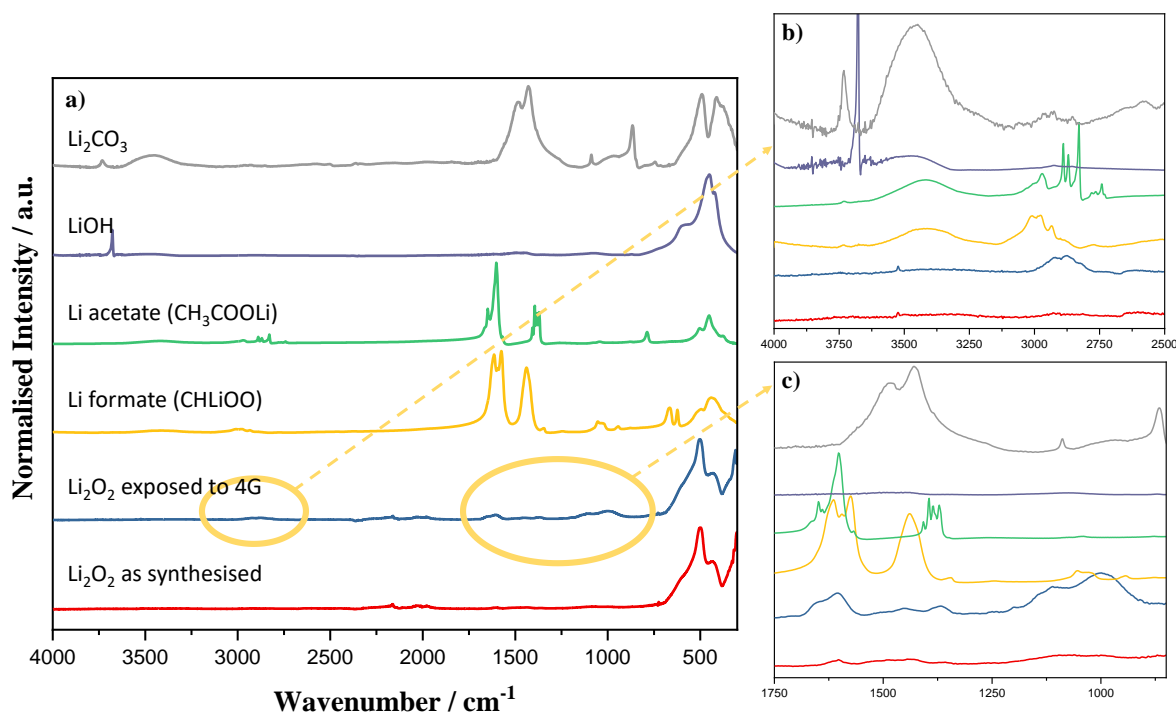 a)
Li₂CO₃
LiOH
Li acetate (CH₃COOLi)
Li formate (CHLiOO)
Li₂O₂ exposed to 4G
Li₂O₂ as synthesised
Normalised Intensity / a.u.
4000 3500 3000 2500 2000 1500 1000 500
Wavenumber / cm⁻¹
b)
4000 3750 3500 3250 3000 2750 2500
c)
1750 1500 1250 1000